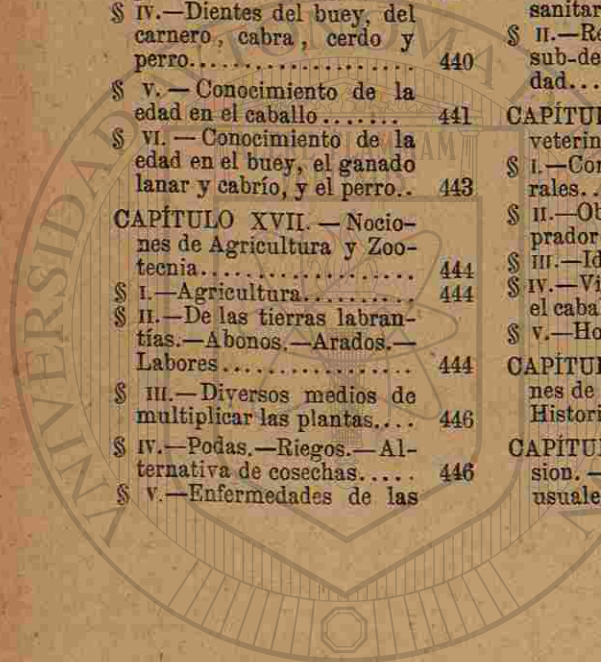 § IV.—Dientes del buey, del
carnero, cabra, cerdo y
perro.................... 440
§ V. — Conocimiento de la
edad en el caballo ....... 441
§ VI. — Conocimiento de la
edad en el buey, el ganado
lanar y cabrío, y el perro.. 443
CAPÍTULO XVII. — Nocio-
nes de Agricultura y Zoo-
tecnia................... 444
§ I.—Agricultura.......... 444
§ II.—De las tierras labran-
tías.—Abonos.—Arados.—
Labores................. 444
§ III.—Diversos medios de
multiplicar las plantas.... 446
§ IV.—Podas.—Riegos.—Al-
ternativa de cosechas..... 446
§ V.—Enfermedades de las
sanitar
§ II.—Re
sub-de
dad...
CAPÍTUL
veterin
§ I.—Con
rales..
§ II.—Ob
prador
§ III.—Id
§ IV.—Vi
el cabal
§ V.—Ho
CAPÍTUL
nes de
Histori
CAPÍTUL
sion. —
usuale